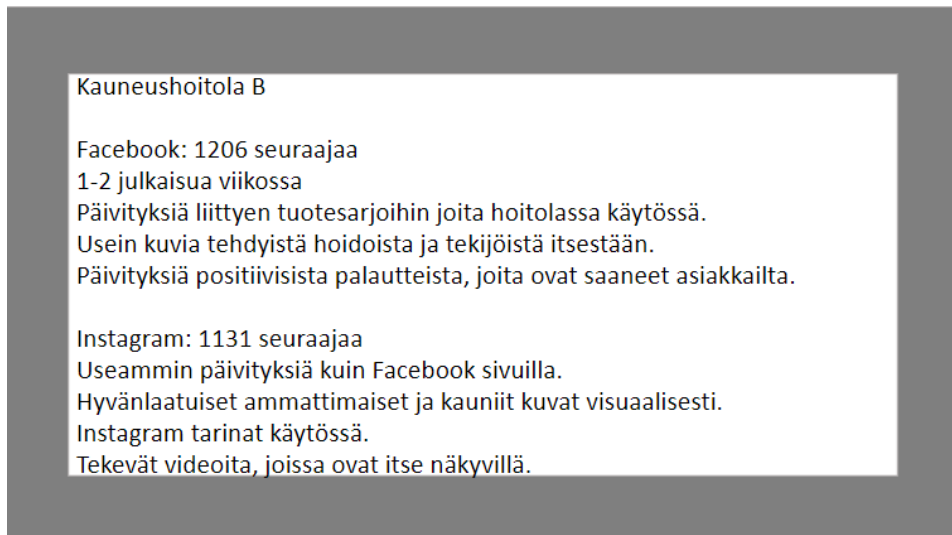 Kauneushoitola B
Facebook: 1206 seuraajaa
1-2 julkaisua viikossa
Päivityksiä liittyen tuotesarjoihin joita hoitolassa käytössä.
Usein kuvia tehdyistä hoidoista ja tekijöistä itsestään.
Päivityksiä positiivisista palautteista, joita ovat saaneet asiakkailta.
Instagram: 1131 seuraajaa
Useammin päivityksiä kuin Facebook sivuilla.
Hyvänlaatuiset ammattimaiset ja kauniit kuvat visuaalisesti.
Instagram tarinat käytössä.
Tekevät videoita, joissa ovat itse näkyvillä.